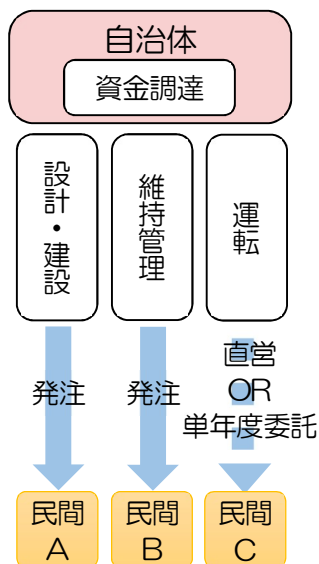 自治体
資金調達
設計・建設
維持管理
運転
発注
発注
直営
OR
単年度委託
民間
A
民間
B
民間
C